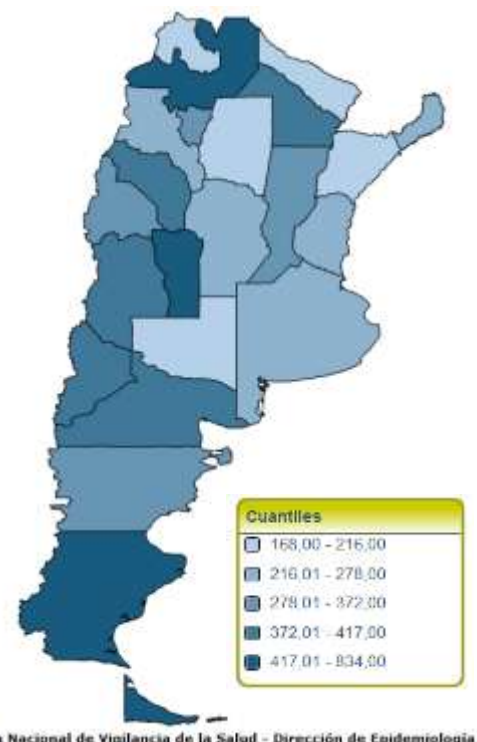 Cuantiles
168,00 - 216,00
216,01 - 278,00
278,01 - 372,00
372,01 - 417,00
417,01 - 834,00
Nacional de Vigilancia de la Salud - Dirección de Epidemiología